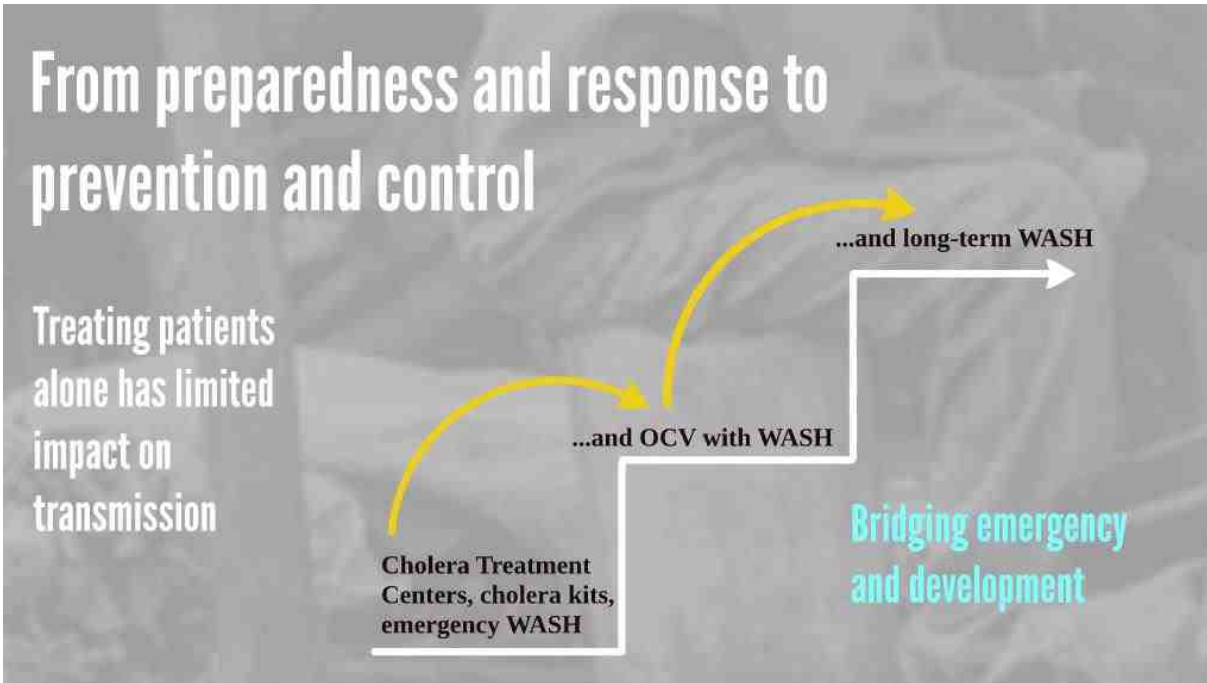 From preparedness and response to
prevention and control
...and long-term WASH
Treating patients
alone has limited
impact on
transmission
...and OCV with WASH
Bridging emergency
and development
Cholera Treatment
Centers, cholera kits,
emergency WASH